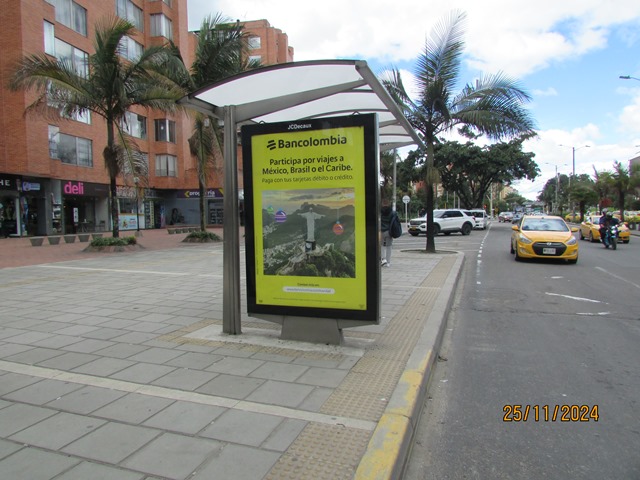 JCDecaux
Bancolombia
Participa por viajes a
México, Brasil o el Caribe.
Paga con tus tarjetas débito o crédito.
deli
25/11/2024